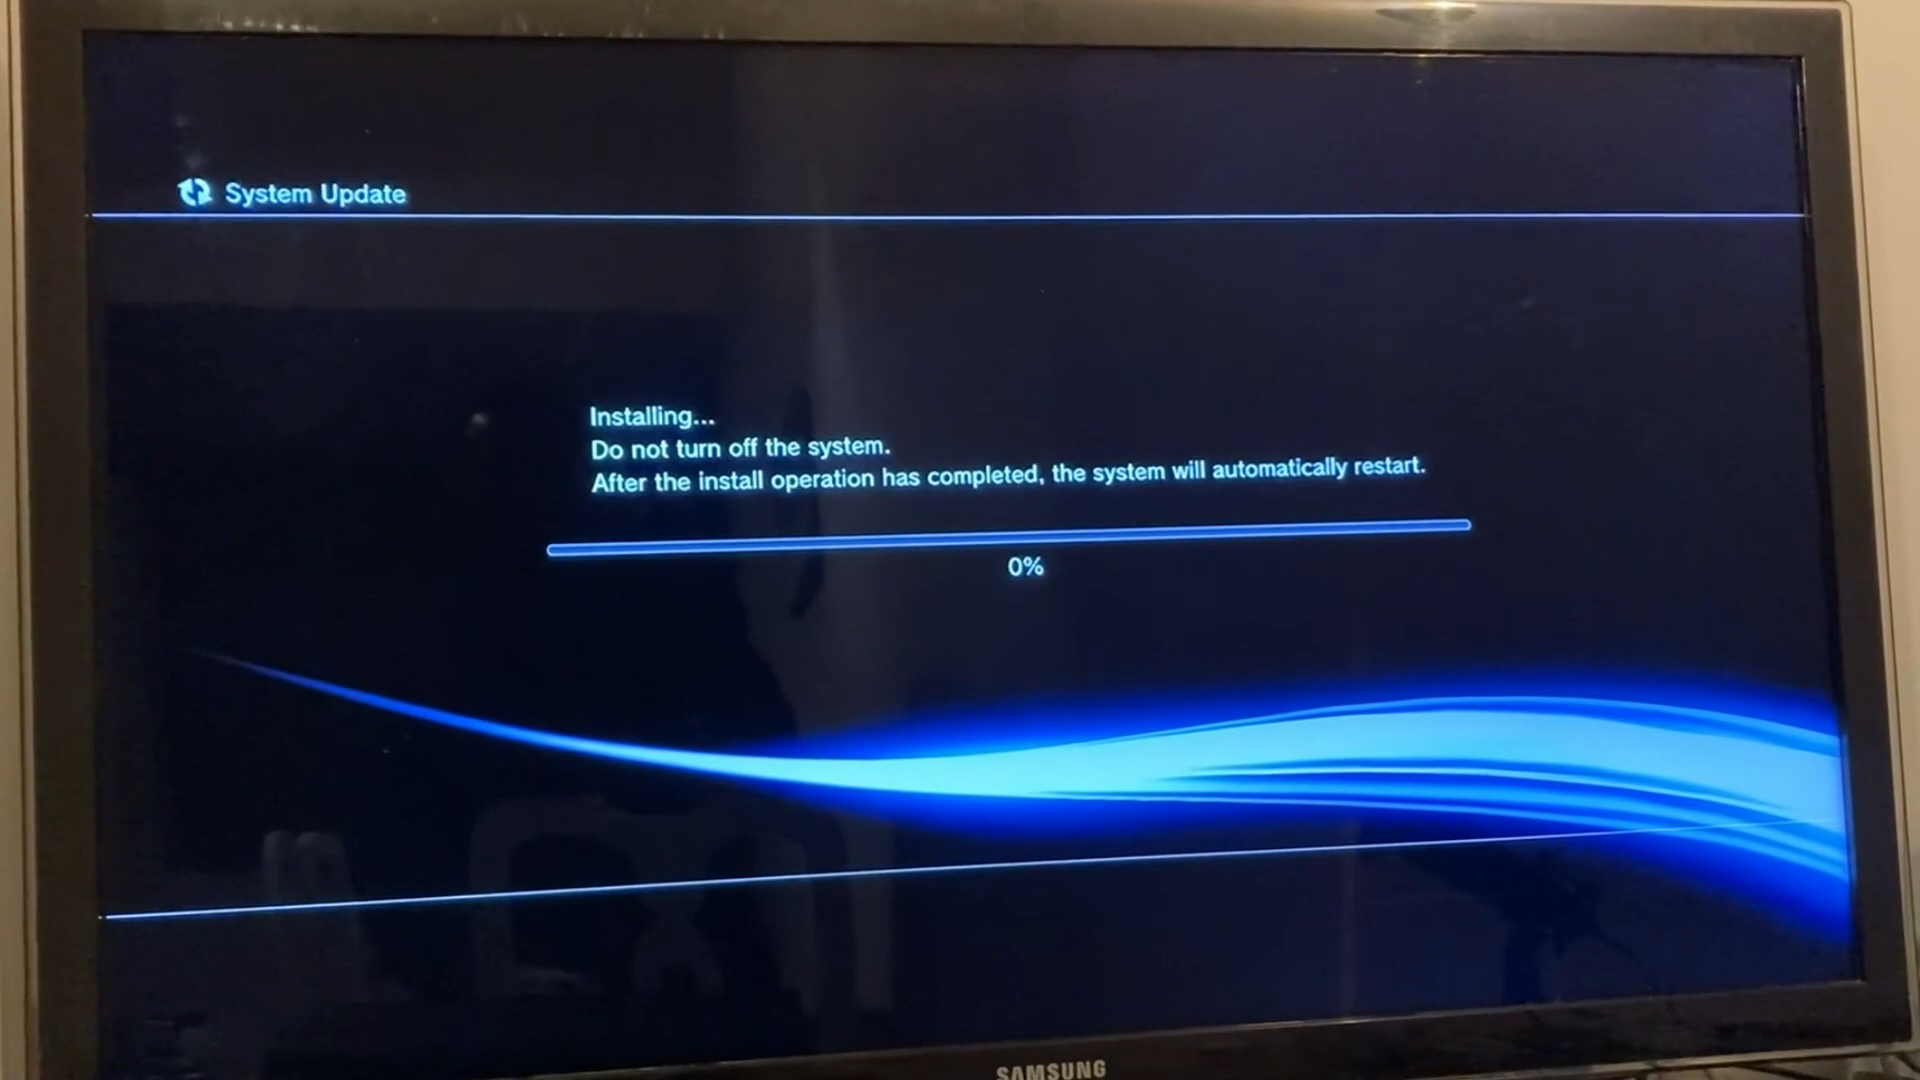 System Update
Installing...
Do not turn off the system.
After the install operation has completed, the system will automatically restart.
0%
SAMSUNG